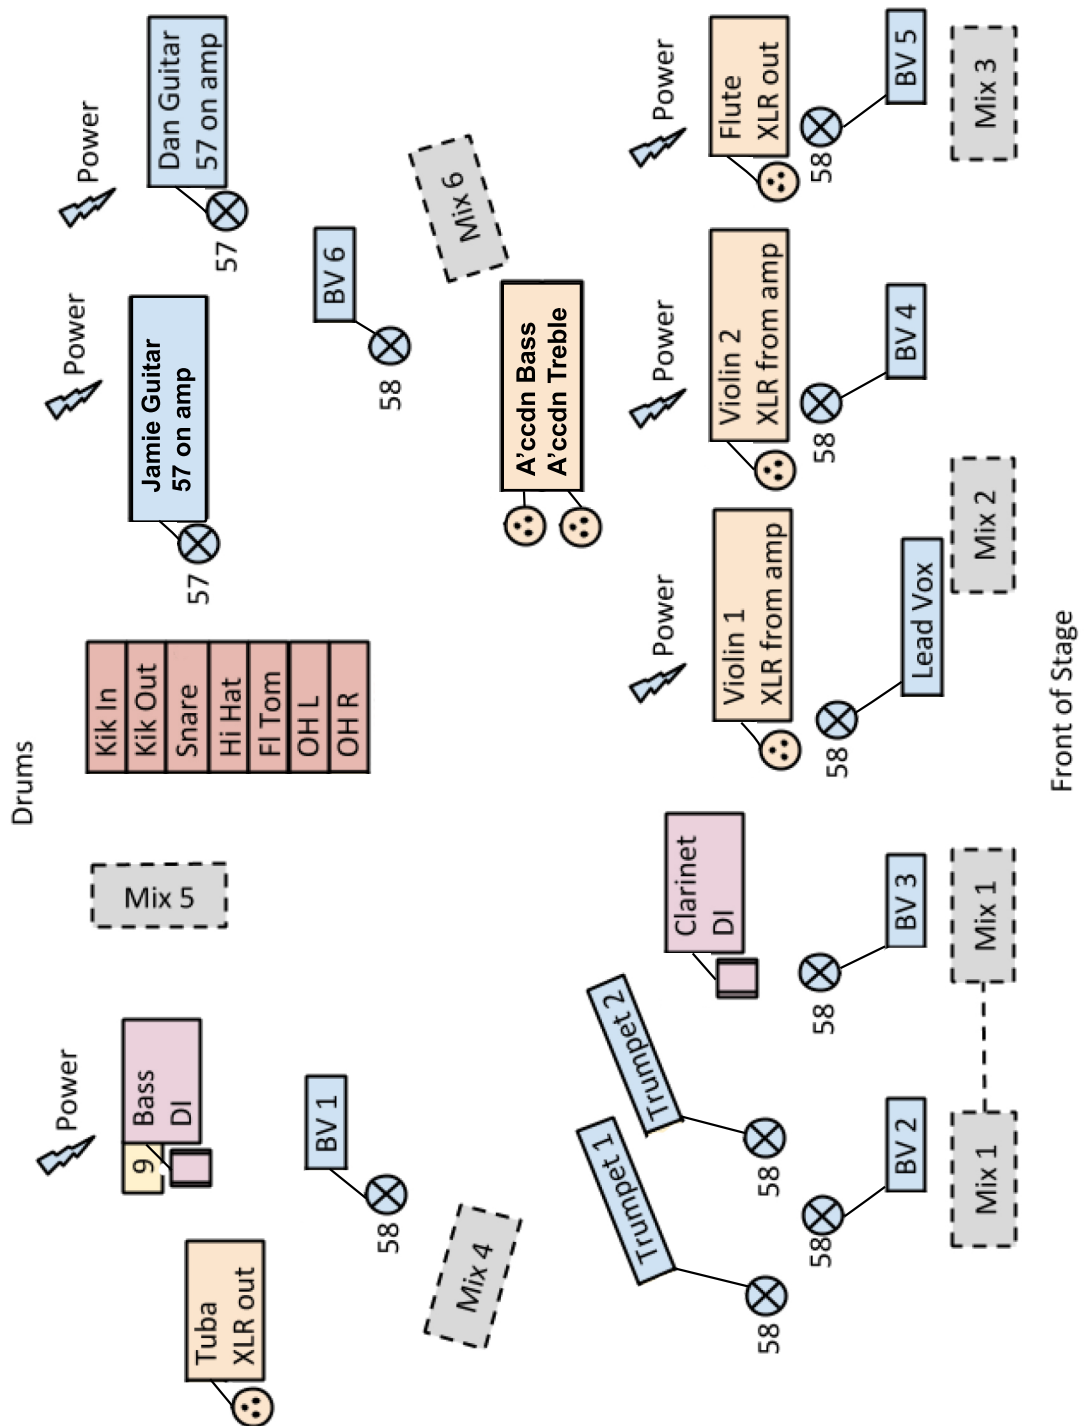 Drums
Power
Bass
DI
9
Tuba
XLR out
BV 1
58
Mix 4
Mix 5
Kik In
Kik Out
Snare
Hi Hat
Fl Tom
OH L
OH R
Power
Jamie Guitar
57 on amp
57
Power
Dan Guitar
57 on amp
57
BV 6
58
Mix 6
A'ccdn Bass
A'ccdn Treble
Trumpet 1
58
Trumpet 2
58
Clarinet
DI
Power
Violin 1
XLR from amp
Power
Violin 2
XLR from amp
Power
Flute
XLR out
58
BV 2
58
BV 3
58
Lead Vox
58
BV 4
58
BV 5
Mix 1
Mix 1
Mix 2
Mix 3
Front of Stage